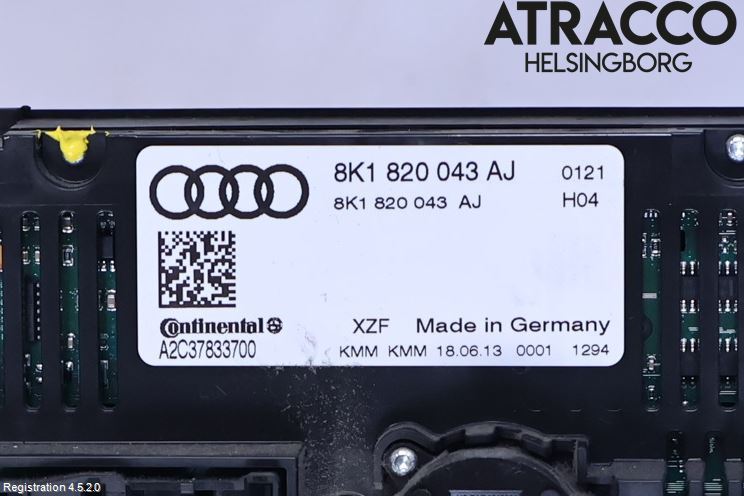 ATRACCO
HELSINGBORG
8K1 820 043 AJ 0121
8K1 820 043 AJ H04
Continental
A2C37833700
XZF Made in Germany
KMM KMM 18.06.13 0001 1294
Registration 4.5.2.0